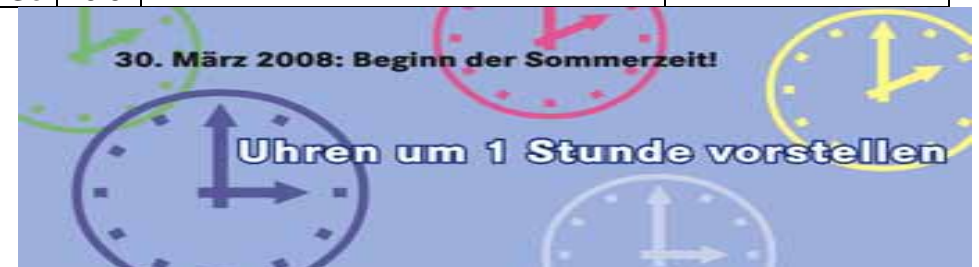 30. März 2008: Beginn der Sommerzeit!
Uhren um 1 Stunde vorstellen